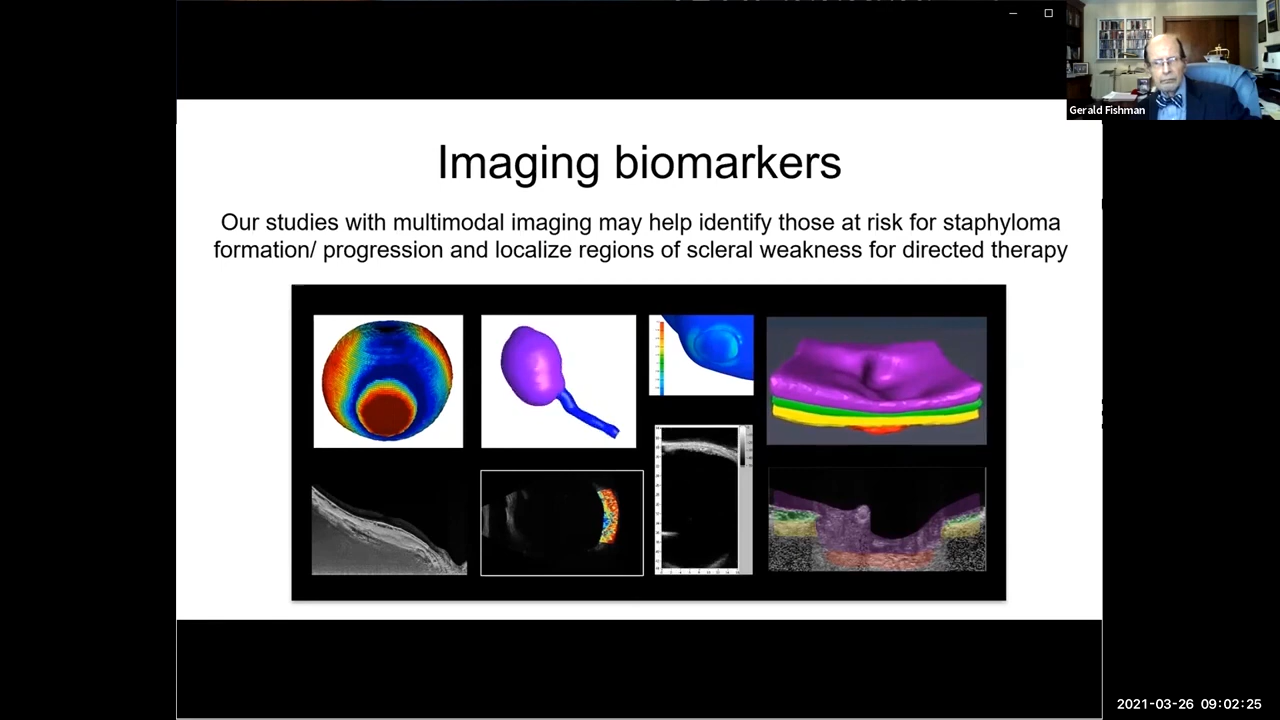 Gerald Fishman
Imaging biomarkers
Our studies with multimodal imaging may help identify those at risk for staphyloma
formation/ progression and localize regions of scleral weakness for directed therapy
2021-03-26 09:02:25